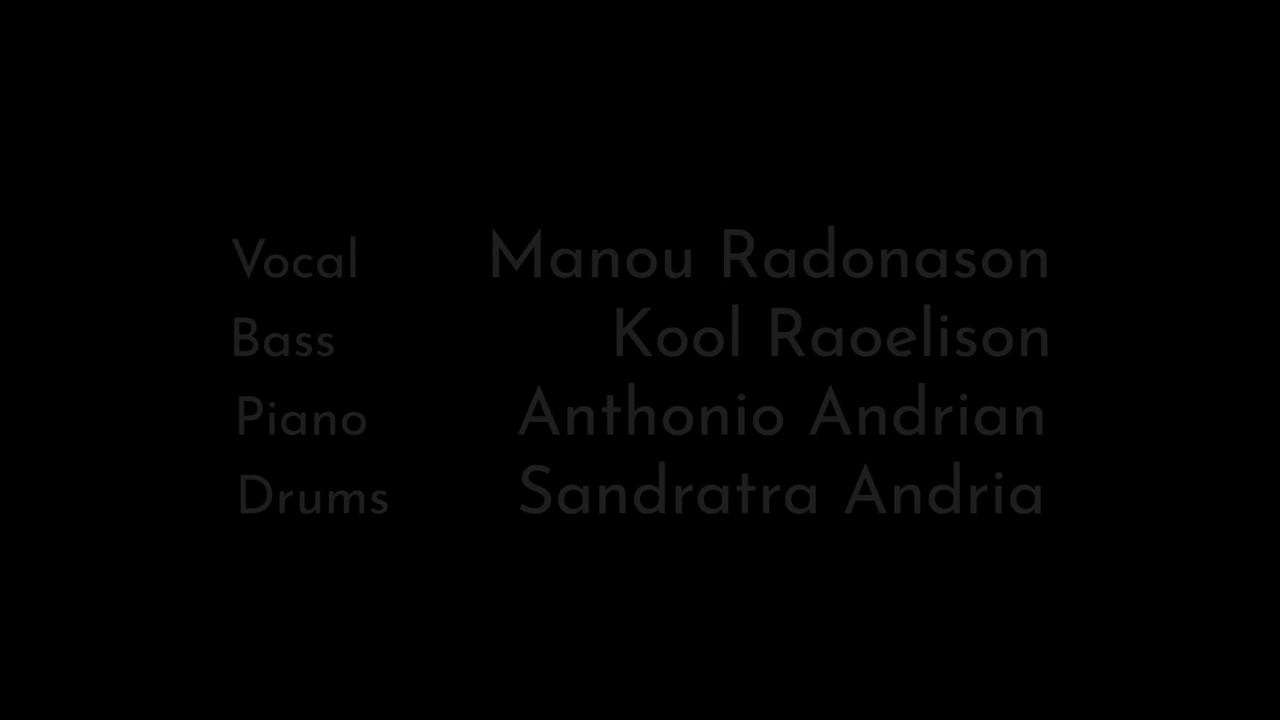 Vocal Manou Radonason
Bass Kool Raoelison
Piano Anthonio Andrian
Drums Sandratra Andria